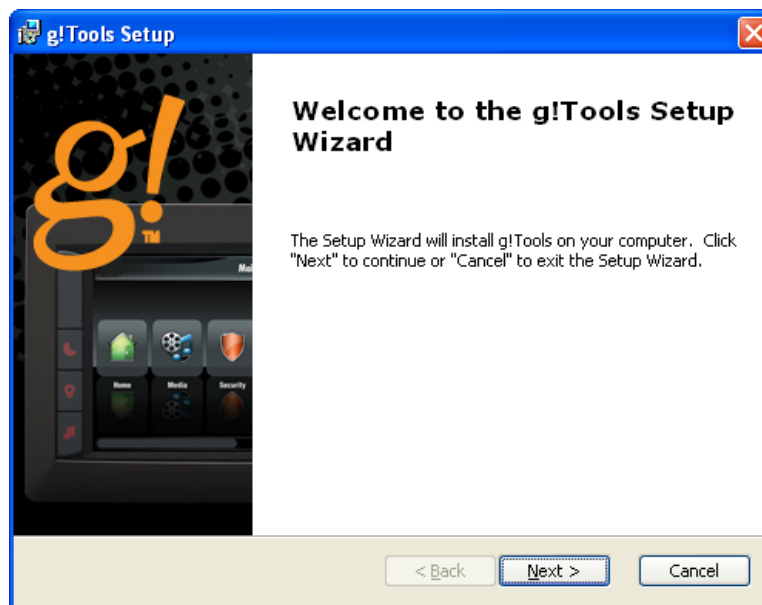 g!Tools Setup
g!
TM
Welcome to the g!Tools Setup
Wizard
The Setup Wizard will install g!Tools on your computer. Click
"Next" to continue or "Cancel" to exit the Setup Wizard.
Home Media Security
< Back Next > Cancel